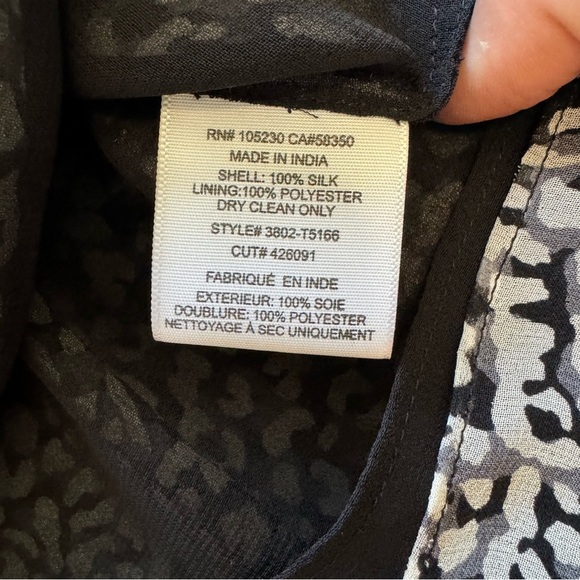 RN# 105230 CA#58350
MADE IN INDIA
SHELL: 100% SILK
LINING:100% POLYESTER
DRY CLEAN ONLY
STYLE# 3802-T5166
CUT# 426091
FABRIQUÉ EN INDE
EXTERIEUR: 100% SOIE
DOUBLURE: 100% POLYESTER
NETTOYAGE À SEC UNIQUEMENT